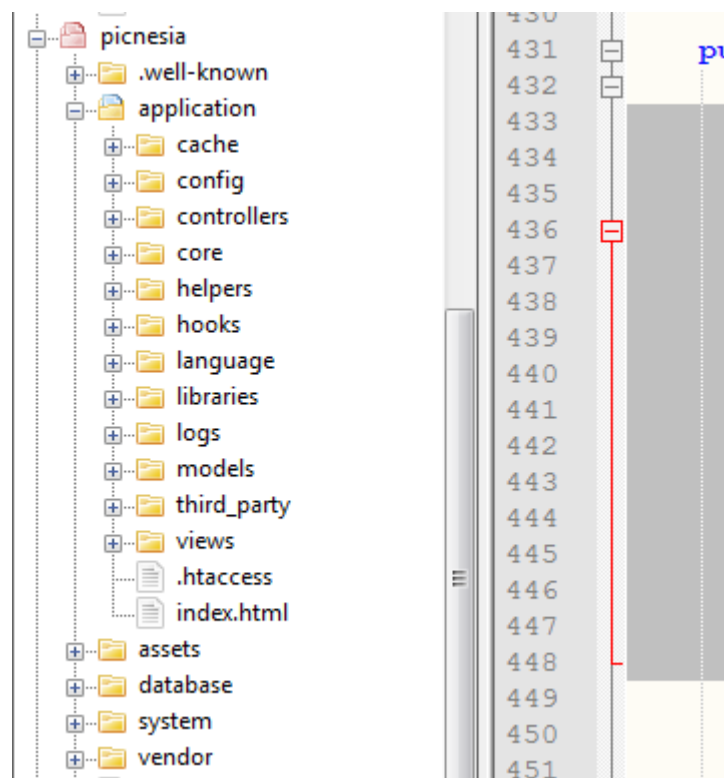 picnesia
.well-known
application
cache
config
controllers
core
helpers
hooks
language
libraries
logs
models
third_party
views
.htaccess
index.html
assets
database
system
vendor
430
431
432
433
434
435
436
437
438
439
440
441
442
443
444
445
446
447
448
449
450
451